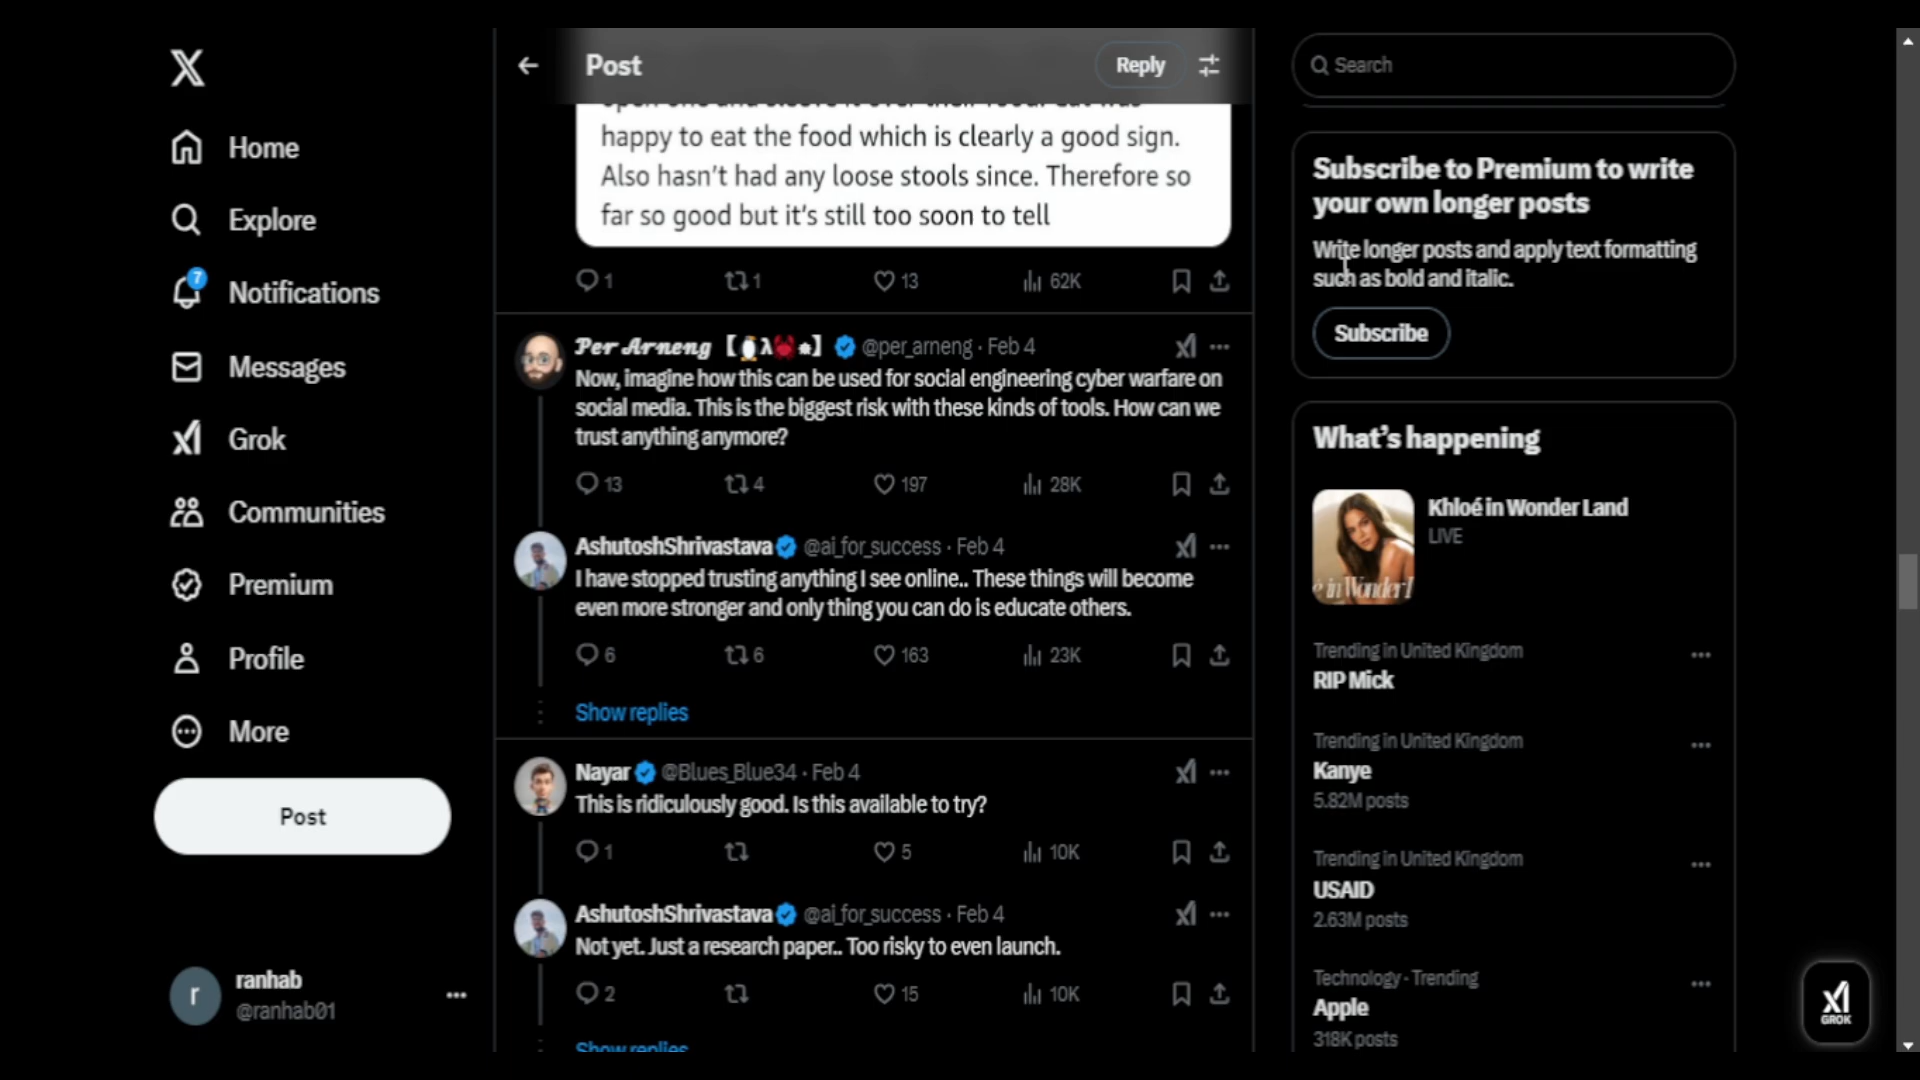 Home
Explore
7
Notifications
Messages
Grok
Communities
Premium
Profile
More
Post
ranhab
@ranhab01
Post
Reply
happy to eat the food which is clearly a good sign.
Also hasn't had any loose stools since. Therefore so
far so good but it's still too soon to tell
1 1 13 62K
Per Arneng 【🐧λ🦀⚛】 @per_arneng · Feb 4
Now, imagine how this can be used for social engineering cyber warfare on
social media. This is the biggest risk with these kinds of tools. How can we
trust anything anymore?
13 4 197 28K
AshutoshShrivastava @ai_for_success · Feb 4
I have stopped trusting anything I see online.. These things will become
even more stronger and only thing you can do is educate others.
6 6 163 23K
Show replies
Nayar @Blues_Blue34 · Feb 4
This is ridiculously good. Is this available to try?
1 5 10K
AshutoshShrivastava @ai_for_success · Feb 4
Not yet. Just a research paper.. Too risky to even launch.
2 15 10K
Show replies
Search
Subscribe to Premium to write
your own longer posts
Write longer posts and apply text formatting
such as bold and italic.
Subscribe
What's happening
Khloé in Wonder Land
LIVE
Trending in United Kingdom
RIP Mick
Trending in United Kingdom
Kanye
5.82M posts
Trending in United Kingdom
USAID
2.63M posts
Technology · Trending
Apple
318K posts
GROK